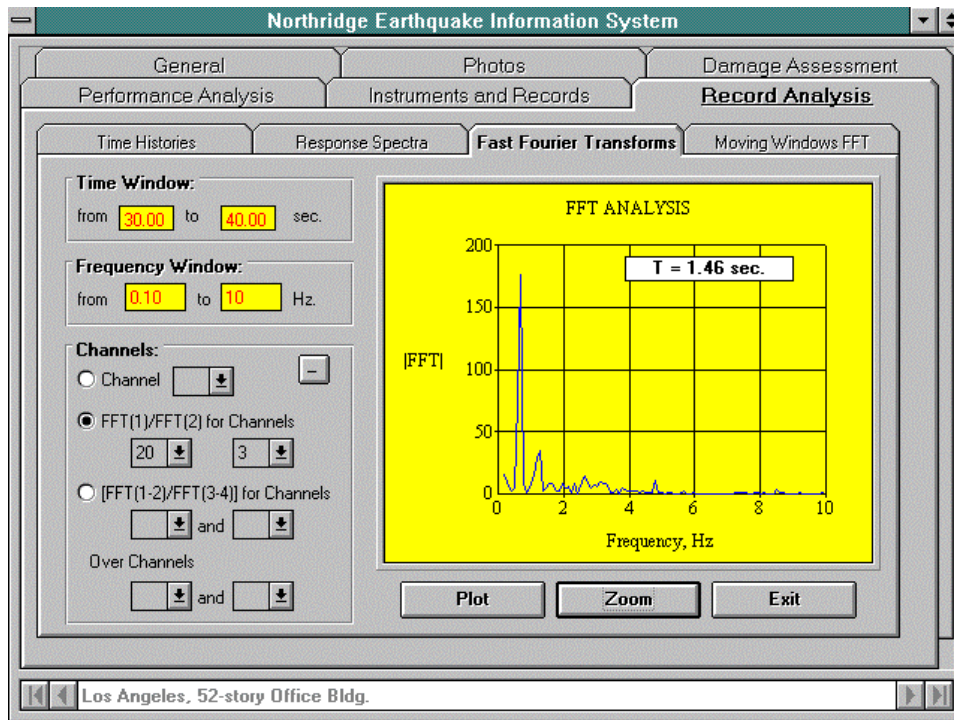 Northridge Earthquake Information System
General Photos Damage Assessment
Performance Analysis Instruments and Records Record Analysis
Time Histories Response Spectra Fast Fourier Transforms Moving Windows FFT
Time Window:
from 30.00 to 40.00 sec.
Frequency Window:
from 0.10 to 10 Hz.
Channels:
Channel
FFT(1)/FFT(2) for Channels
20 3
[FFT(1-2)/FFT(3-4)] for Channels
and
Over Channels
and
FFT ANALYSIS
T = 1.46 sec.
|FFT|
200
150
100
50
0
0 2 4 6 8 10
Frequency, Hz
Plot Zoom Exit
Los Angeles, 52-story Office Bldg.